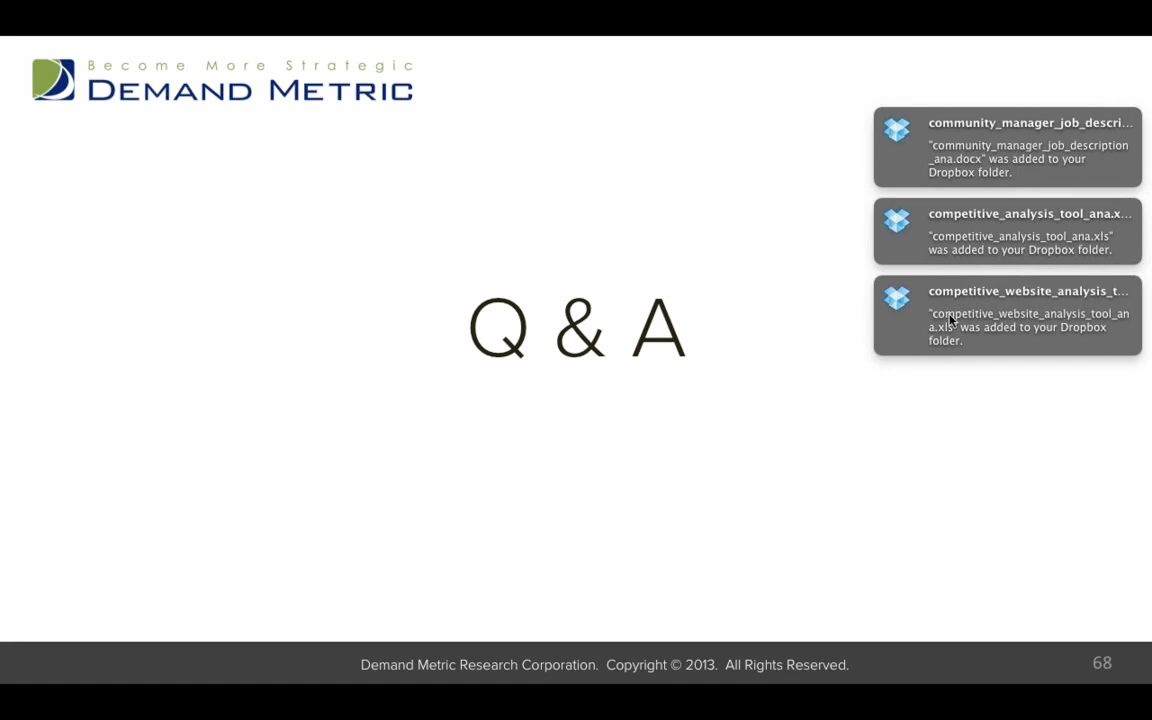 Become More Strategic
DEMAND METRIC
community_manager_job_descri...
"community_manager_job_description
_ana.docx" was added to your
Dropbox folder.
competitive_analysis_tool_ana.x...
"competitive_analysis_tool_ana.xls"
was added to your Dropbox folder.
competitive_website_analysis_t...
"competitive_website_analysis_tool_an
a.xls" was added to your Dropbox
folder.
Q & A
Demand Metric Research Corporation. Copyright © 2013. All Rights Reserved.
68